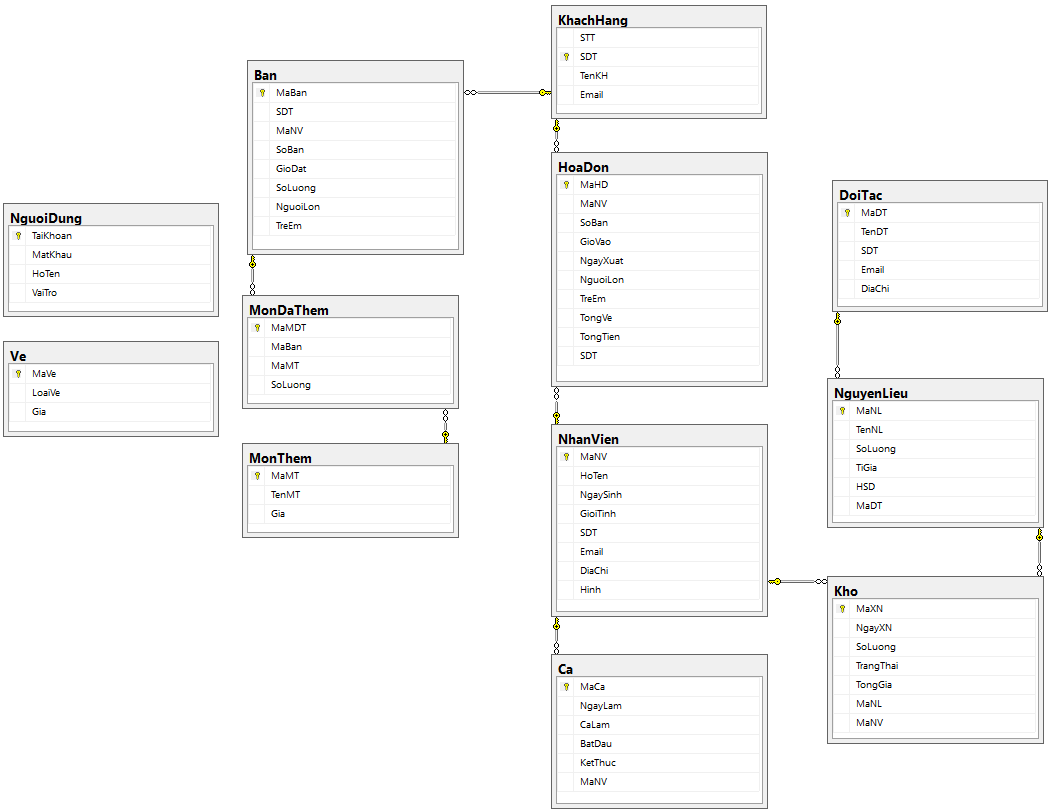 KhachHang
STT
SDT
TenKH
Email
Ban
MaBan
SDT
MaNV
SoBan
GioDat
SoLuong
NguoiLon
TreEm
HoaDon
MaHD
MaNV
SoBan
GioVao
NgayXuat
NguoiLon
TreEm
TongVe
TongTien
SDT
DoiTac
MaDT
TenDT
SDT
Email
DiaChi
NguoiDung
TaiKhoan
MatKhau
HoTen
VaiTro
MonDaThem
MaMDT
MaBan
MaMT
SoLuong
Ve
MaVe
LoaiVe
Gia
NguyenLieu
MaNL
TenNL
SoLuong
TiGia
HSD
MaDT
NhanVien
MaNV
HoTen
NgaySinh
GioiTinh
SDT
Email
DiaChi
Hinh
MonThem
MaMT
TenMT
Gia
Kho
MaXN
NgayXN
SoLuong
TrangThai
TongGia
MaNL
MaNV
Ca
MaCa
NgayLam
CaLam
BatDau
KetThuc
MaNV